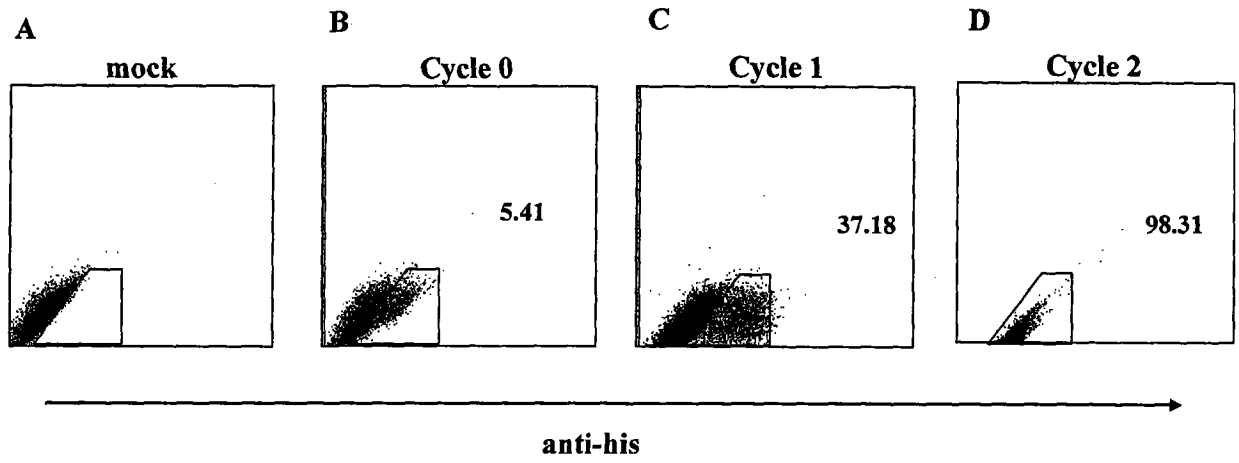 A
mock
B
Cycle 0
5.41
C
Cycle 1
37.18
D
Cycle 2
98.31
anti-his